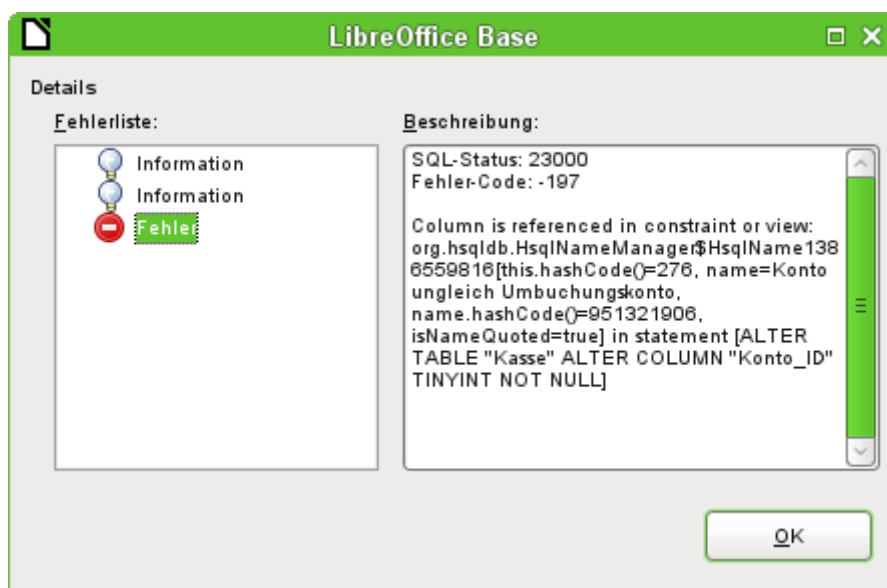 LibreOffice Base
Details
Fehlerliste:
Beschreibung:
Information
Information
Fehler
SQL-Status: 23000
Fehler-Code: -197
Column is referenced in constraint or view:
org.hsqldb.HsqlNameManager$HsqlName138
6559816[this.hashCode()=276, name=Konto
ungleich Umbuchungskonto,
name.hashCode()=951321906,
isNameQuoted=true] in statement [ALTER
TABLE "Kasse" ALTER COLUMN "Konto_ID"
TINYINT NOT NULL]
OK